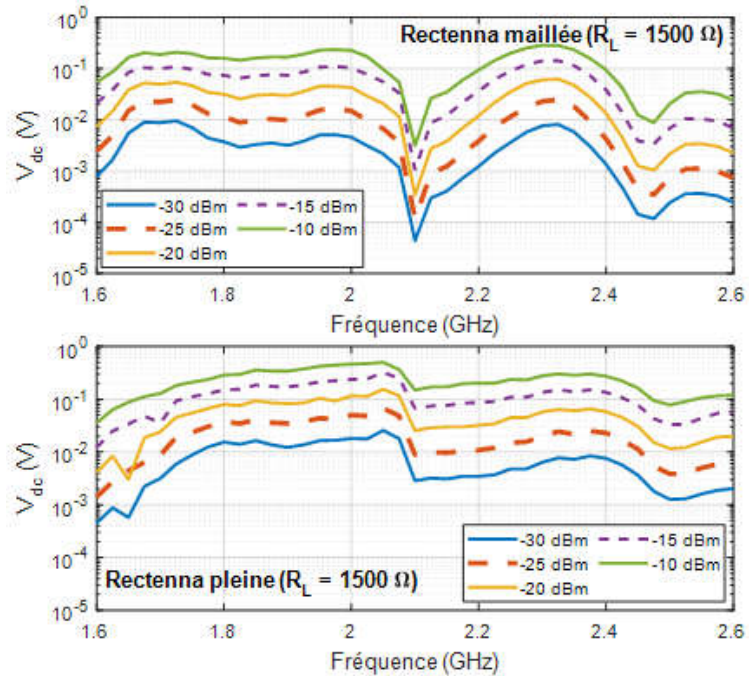 Rectenna maillée (R_L = 1500 Ω)
V_dc (V)
10^0
10^-1
10^-2
10^-3
10^-4
10^-5
-30 dBm
-15 dBm
-25 dBm
-10 dBm
-20 dBm
1.6
1.8
2
2.2
2.4
2.6
Fréquence (GHz)
V_dc (V)
10^0
10^-1
10^-2
10^-3
10^-4
10^-5
-30 dBm
-15 dBm
-25 dBm
-10 dBm
-20 dBm
Rectenna pleine (R_L = 1500 Ω)
1.6
1.8
2
2.2
2.4
2.6
Fréquence (GHz)